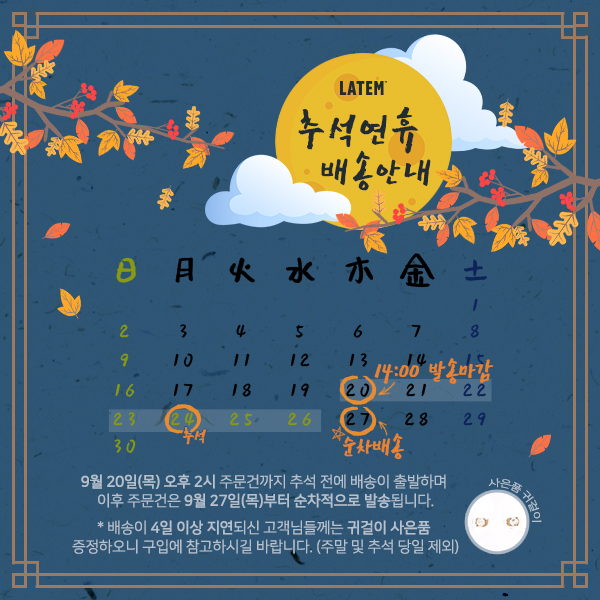 LATEM
추석연휴
배송안내
日 月 火 水 木 金 土
1
2 3 4 5 6 7 8
9 10 11 12 13 14 15
14:00 발송마감
16 17 18 19 20 21 22
23 24 25 26 27 28 29
추석
☆순차배송
30
9월 20일(목) 오후 2시 주문건까지 추석 전에 배송이 출발하며
이후 주문건은 9월 27일(목)부터 순차적으로 발송됩니다.
사은품 귀걸이
* 배송이 4일 이상 지연되신 고객님들께는 귀걸이 사은품
증정하오니 구입에 참고하시길 바랍니다. (주말 및 추석 당일 제외)